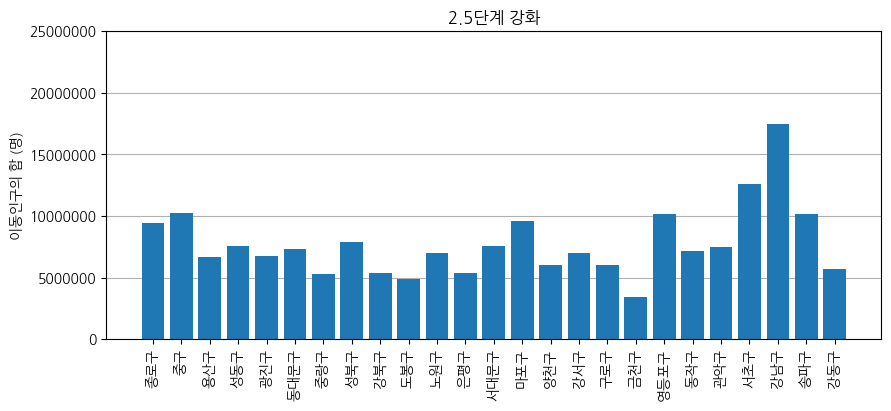 2.5단계 강화
이동인구의 합 (명)
25000000
20000000
15000000
10000000
5000000
0
종로구
중구
용산구
성동구
광진구
동대문구
중랑구
성북구
강북구
도봉구
노원구
은평구
서대문구
마포구
양천구
강서구
구로구
금천구
영등포구
동작구
관악구
서초구
강남구
송파구
강동구